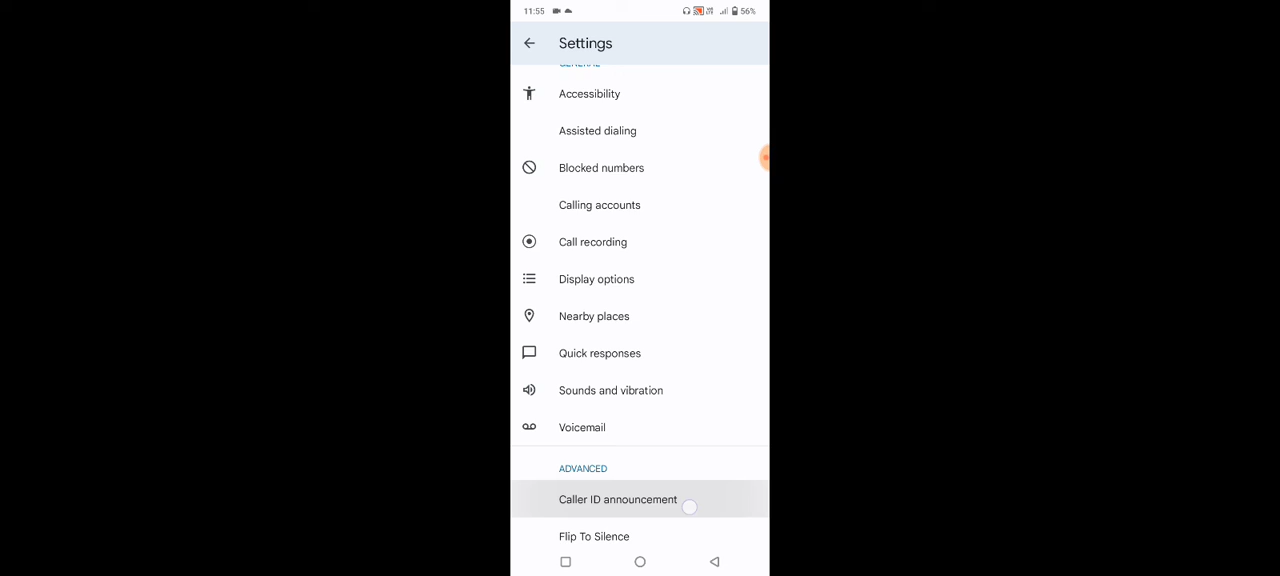 11:55 56%
Settings
GENERAL
Accessibility
Assisted dialing
Blocked numbers
Calling accounts
Call recording
Display options
Nearby places
Quick responses
Sounds and vibration
Voicemail
ADVANCED
Caller ID announcement
Flip To Silence